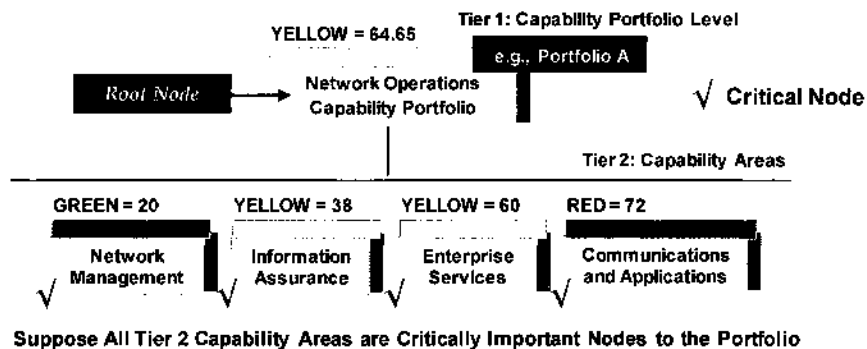 Tier 1: Capability Portfolio Level
YELLOW = 64.65
e.g., Portfolio A
Root Node
Network Operations
Capability Portfolio
√ Critical Node
Tier 2: Capability Areas
GREEN = 20
YELLOW = 38
YELLOW = 60
RED = 72
Network
Management
√
Information
Assurance
√
Enterprise
Services
√
Communications
and Applications
√
Suppose All Tier 2 Capability Areas are Critically Important Nodes to the Portfolio